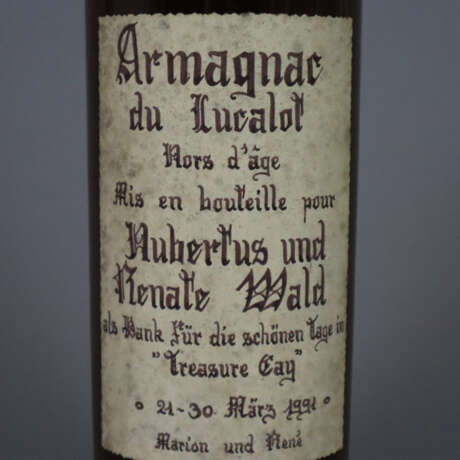 Armagnac
du Lucalot
Hors d'âge
Mis en bouteille pour
Hubertus und
Renate Wald
als Dank für die schönen Tage in
"Treasure Cay"
° 21-30 März 1991 °
Marion und René